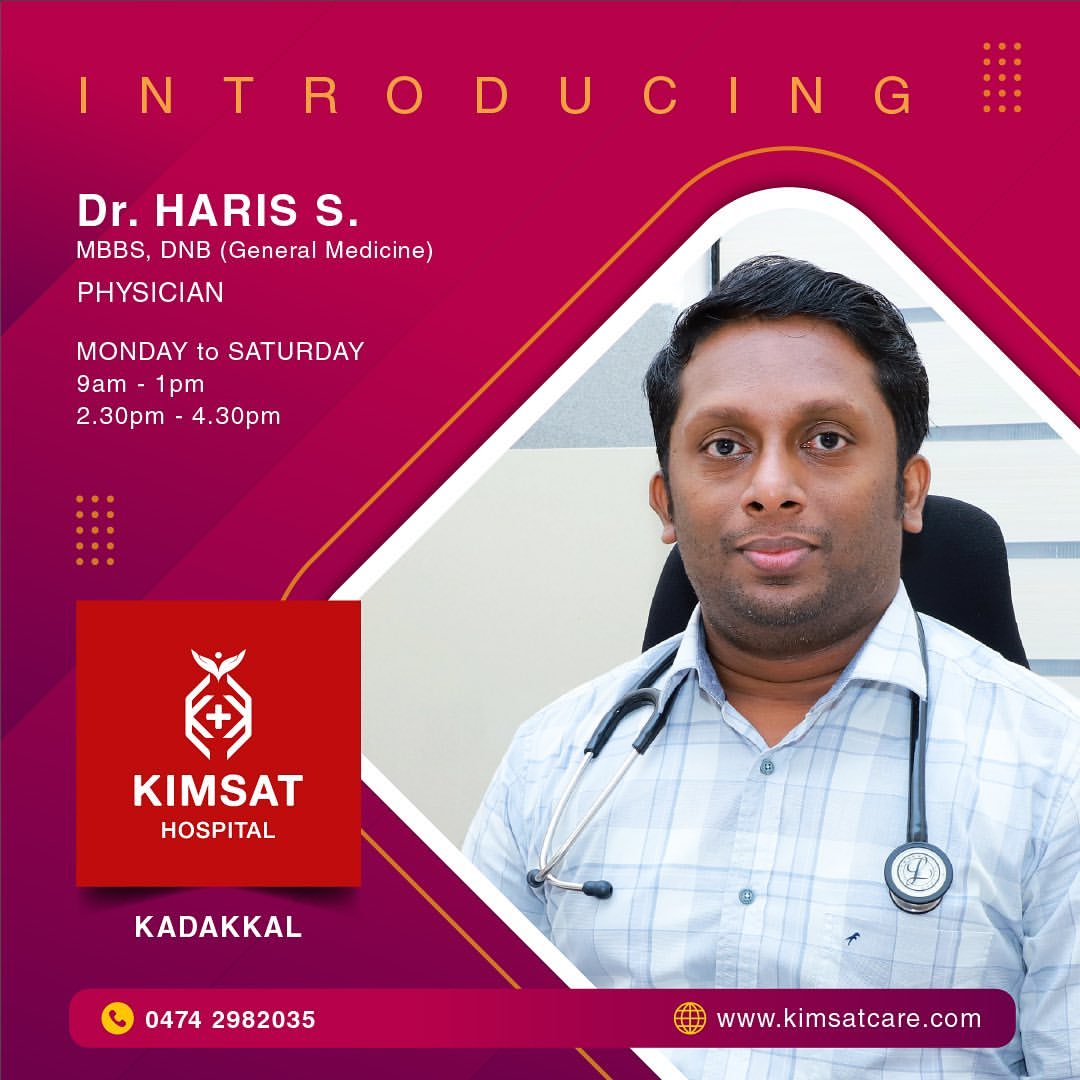 INTRODUCING
Dr. HARIS S.
MBBS, DNB (General Medicine)
PHYSICIAN
MONDAY to SATURDAY
9am - 1pm
2.30pm - 4.30pm
KIMSAT
HOSPITAL
KADAKKAL
0474 2982035
www.kimsatcare.com